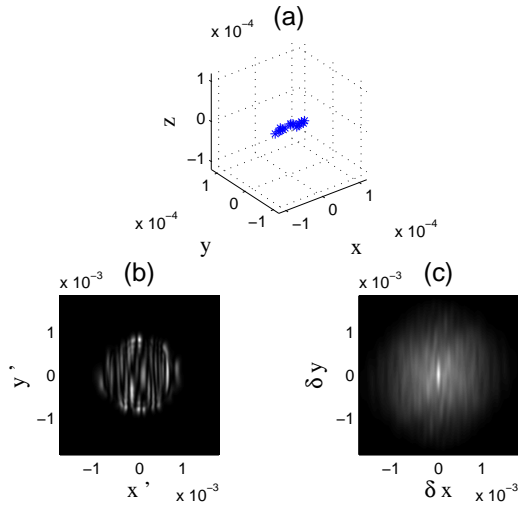 x 10⁻⁴ (a)
1
0
−1
z
1
0
−1
y
x 10⁻⁴
−1
0
1
x
x 10⁻⁴
x 10⁻³ (b)
1
0
−1
y ’
−1 0 1
x ’ x 10⁻³
x 10⁻³ (c)
1
0
−1
δ y
−1 0 1
δ x x 10⁻³